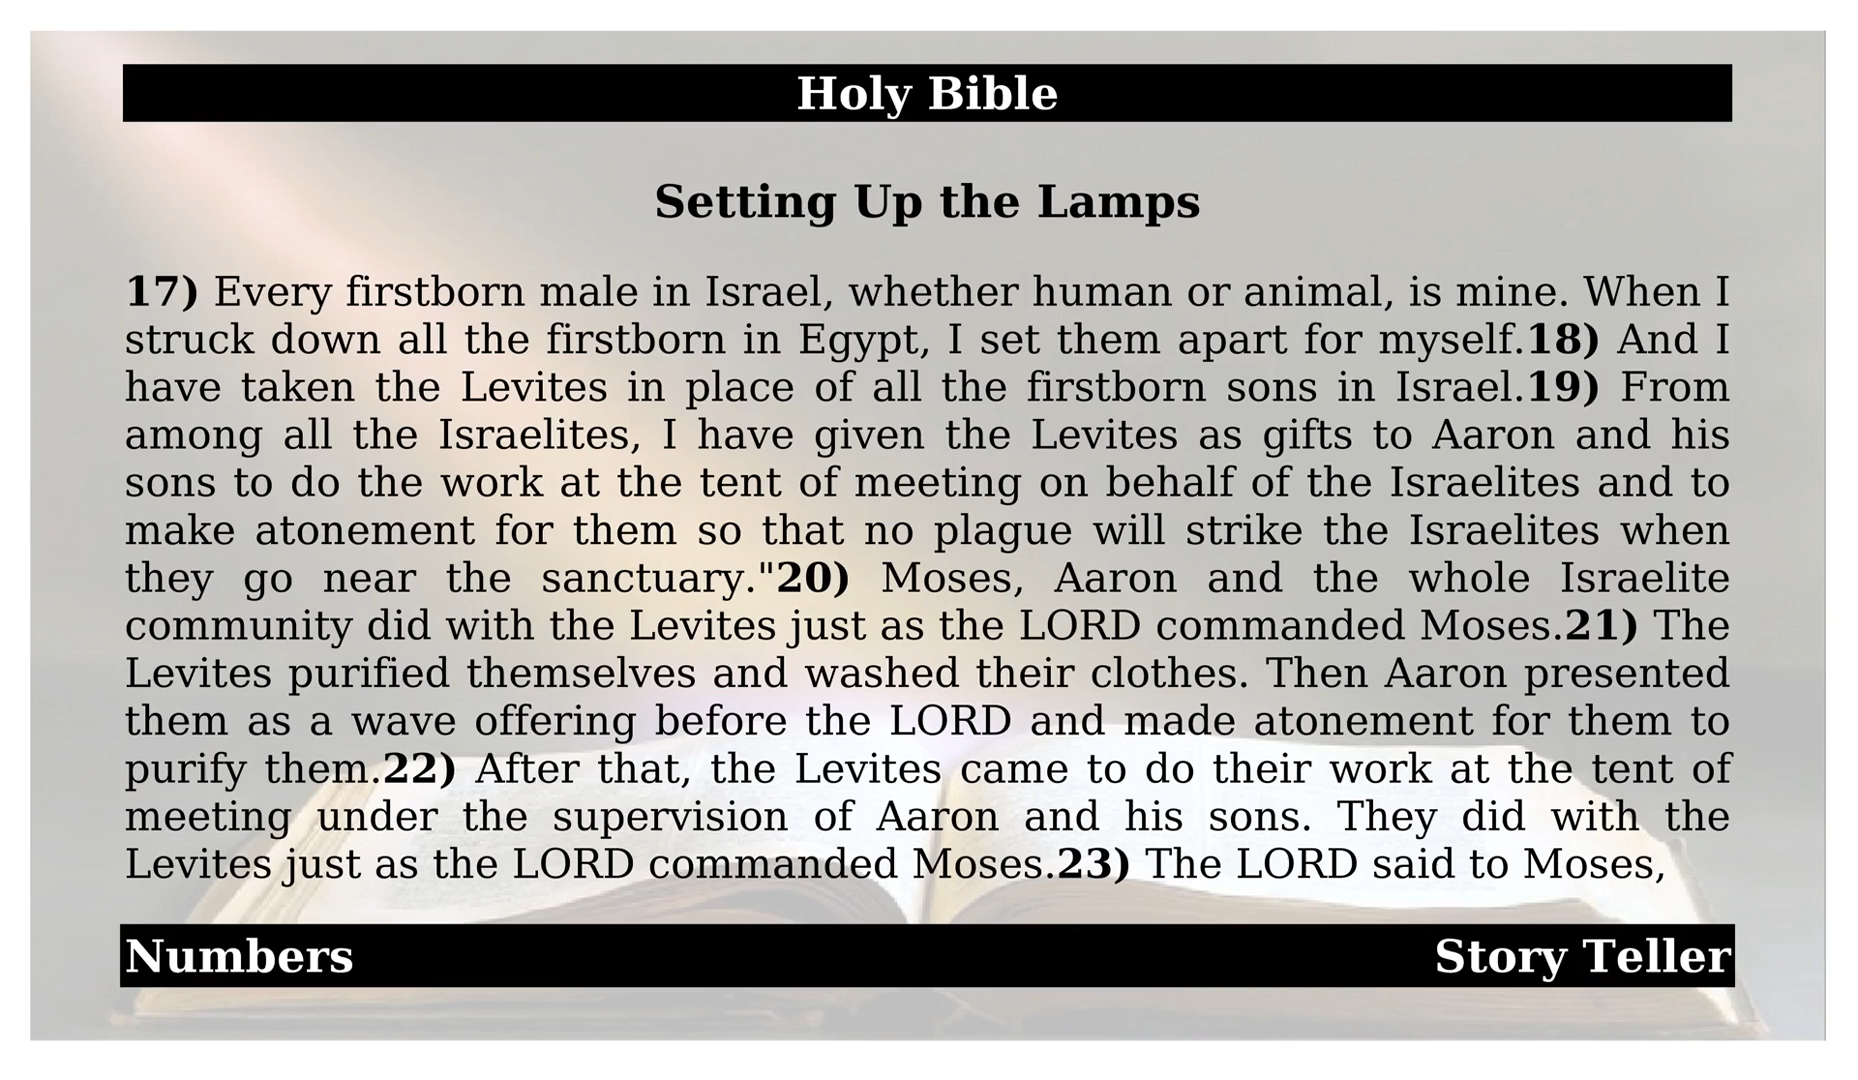 Holy Bible
Setting Up the Lamps
17) Every firstborn male in Israel, whether human or animal, is mine. When I
struck down all the firstborn in Egypt, I set them apart for myself.18) And I
have taken the Levites in place of all the firstborn sons in Israel.19) From
among all the Israelites, I have given the Levites as gifts to Aaron and his
sons to do the work at the tent of meeting on behalf of the Israelites and to
make atonement for them so that no plague will strike the Israelites when
they go near the sanctuary."20) Moses, Aaron and the whole Israelite
community did with the Levites just as the LORD commanded Moses.21) The
Levites purified themselves and washed their clothes. Then Aaron presented
them as a wave offering before the LORD and made atonement for them to
purify them.22) After that, the Levites came to do their work at the tent of
meeting under the supervision of Aaron and his sons. They did with the
Levites just as the LORD commanded Moses.23) The LORD said to Moses,
Numbers
Story Teller